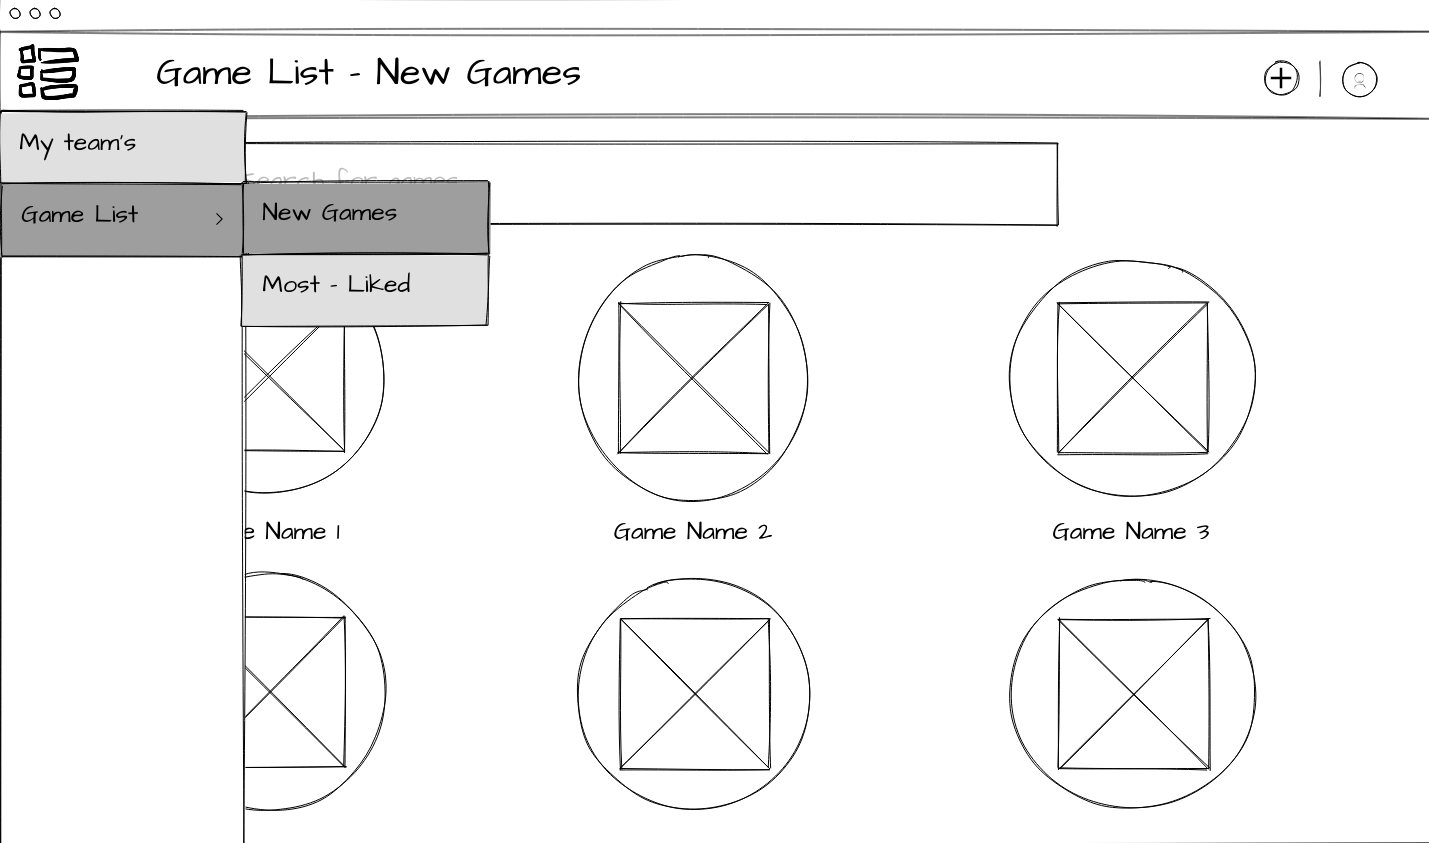 Game List - New Games
My team's
Search for games
Game List >
New Games
Most - Liked
e Name 1
Game Name 2
Game Name 3